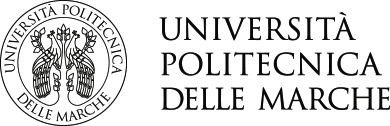 UNIVERSITÀ POLITECNICA
DELLE MARCHE
UNIVERSITÀ
POLITECNICA
DELLE MARCHE